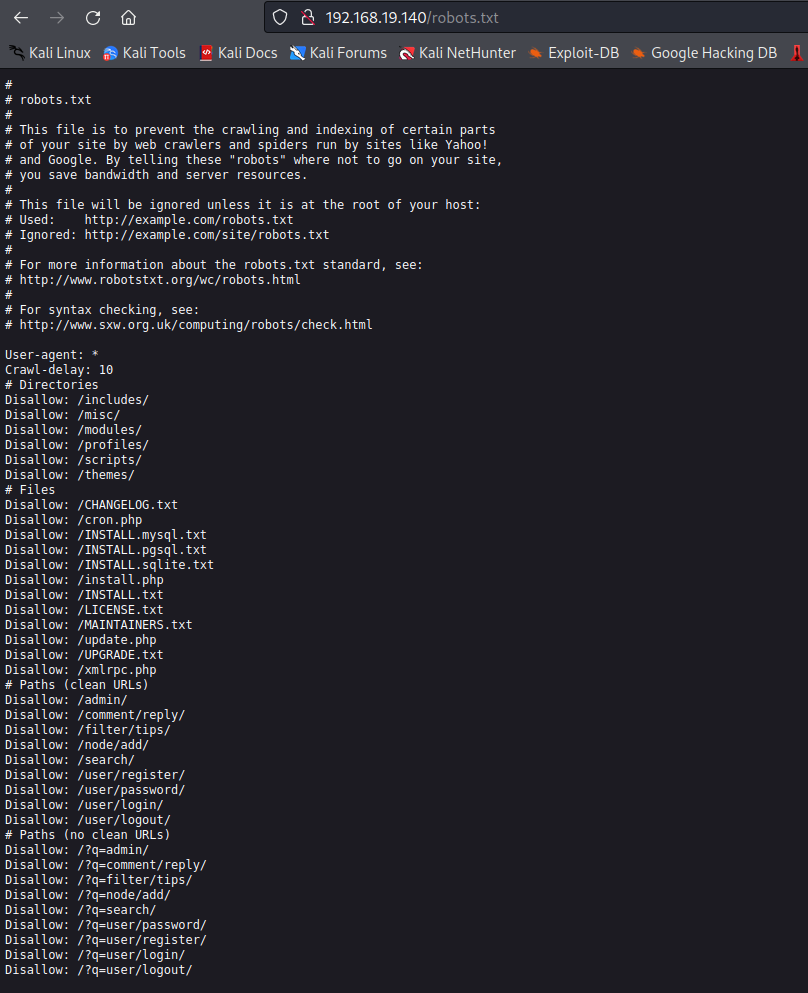 192.168.19.140/robots.txt
Kali Linux Kali Tools Kali Docs Kali Forums Kali NetHunter Exploit-DB Google Hacking DB
#
# robots.txt
#
# This file is to prevent the crawling and indexing of certain parts
# of your site by web crawlers and spiders run by sites like Yahoo!
# and Google. By telling these "robots" where not to go on your site,
# you save bandwidth and server resources.
#
# This file will be ignored unless it is at the root of your host:
# Used:    http://example.com/robots.txt
# Ignored: http://example.com/site/robots.txt
#
# For more information about the robots.txt standard, see:
# http://www.robotstxt.org/wc/robots.html
#
# For syntax checking, see:
# http://www.sxw.org.uk/computing/robots/check.html
User-agent: *
Crawl-delay: 10
# Directories
Disallow: /includes/
Disallow: /misc/
Disallow: /modules/
Disallow: /profiles/
Disallow: /scripts/
Disallow: /themes/
# Files
Disallow: /CHANGELOG.txt
Disallow: /cron.php
Disallow: /INSTALL.mysql.txt
Disallow: /INSTALL.pgsql.txt
Disallow: /INSTALL.sqlite.txt
Disallow: /install.php
Disallow: /INSTALL.txt
Disallow: /LICENSE.txt
Disallow: /MAINTAINERS.txt
Disallow: /update.php
Disallow: /UPGRADE.txt
Disallow: /xmlrpc.php
# Paths (clean URLs)
Disallow: /admin/
Disallow: /comment/reply/
Disallow: /filter/tips/
Disallow: /node/add/
Disallow: /search/
Disallow: /user/register/
Disallow: /user/password/
Disallow: /user/login/
Disallow: /user/logout/
# Paths (no clean URLs)
Disallow: /?q=admin/
Disallow: /?q=comment/reply/
Disallow: /?q=filter/tips/
Disallow: /?q=node/add/
Disallow: /?q=search/
Disallow: /?q=user/password/
Disallow: /?q=user/register/
Disallow: /?q=user/login/
Disallow: /?q=user/logout/